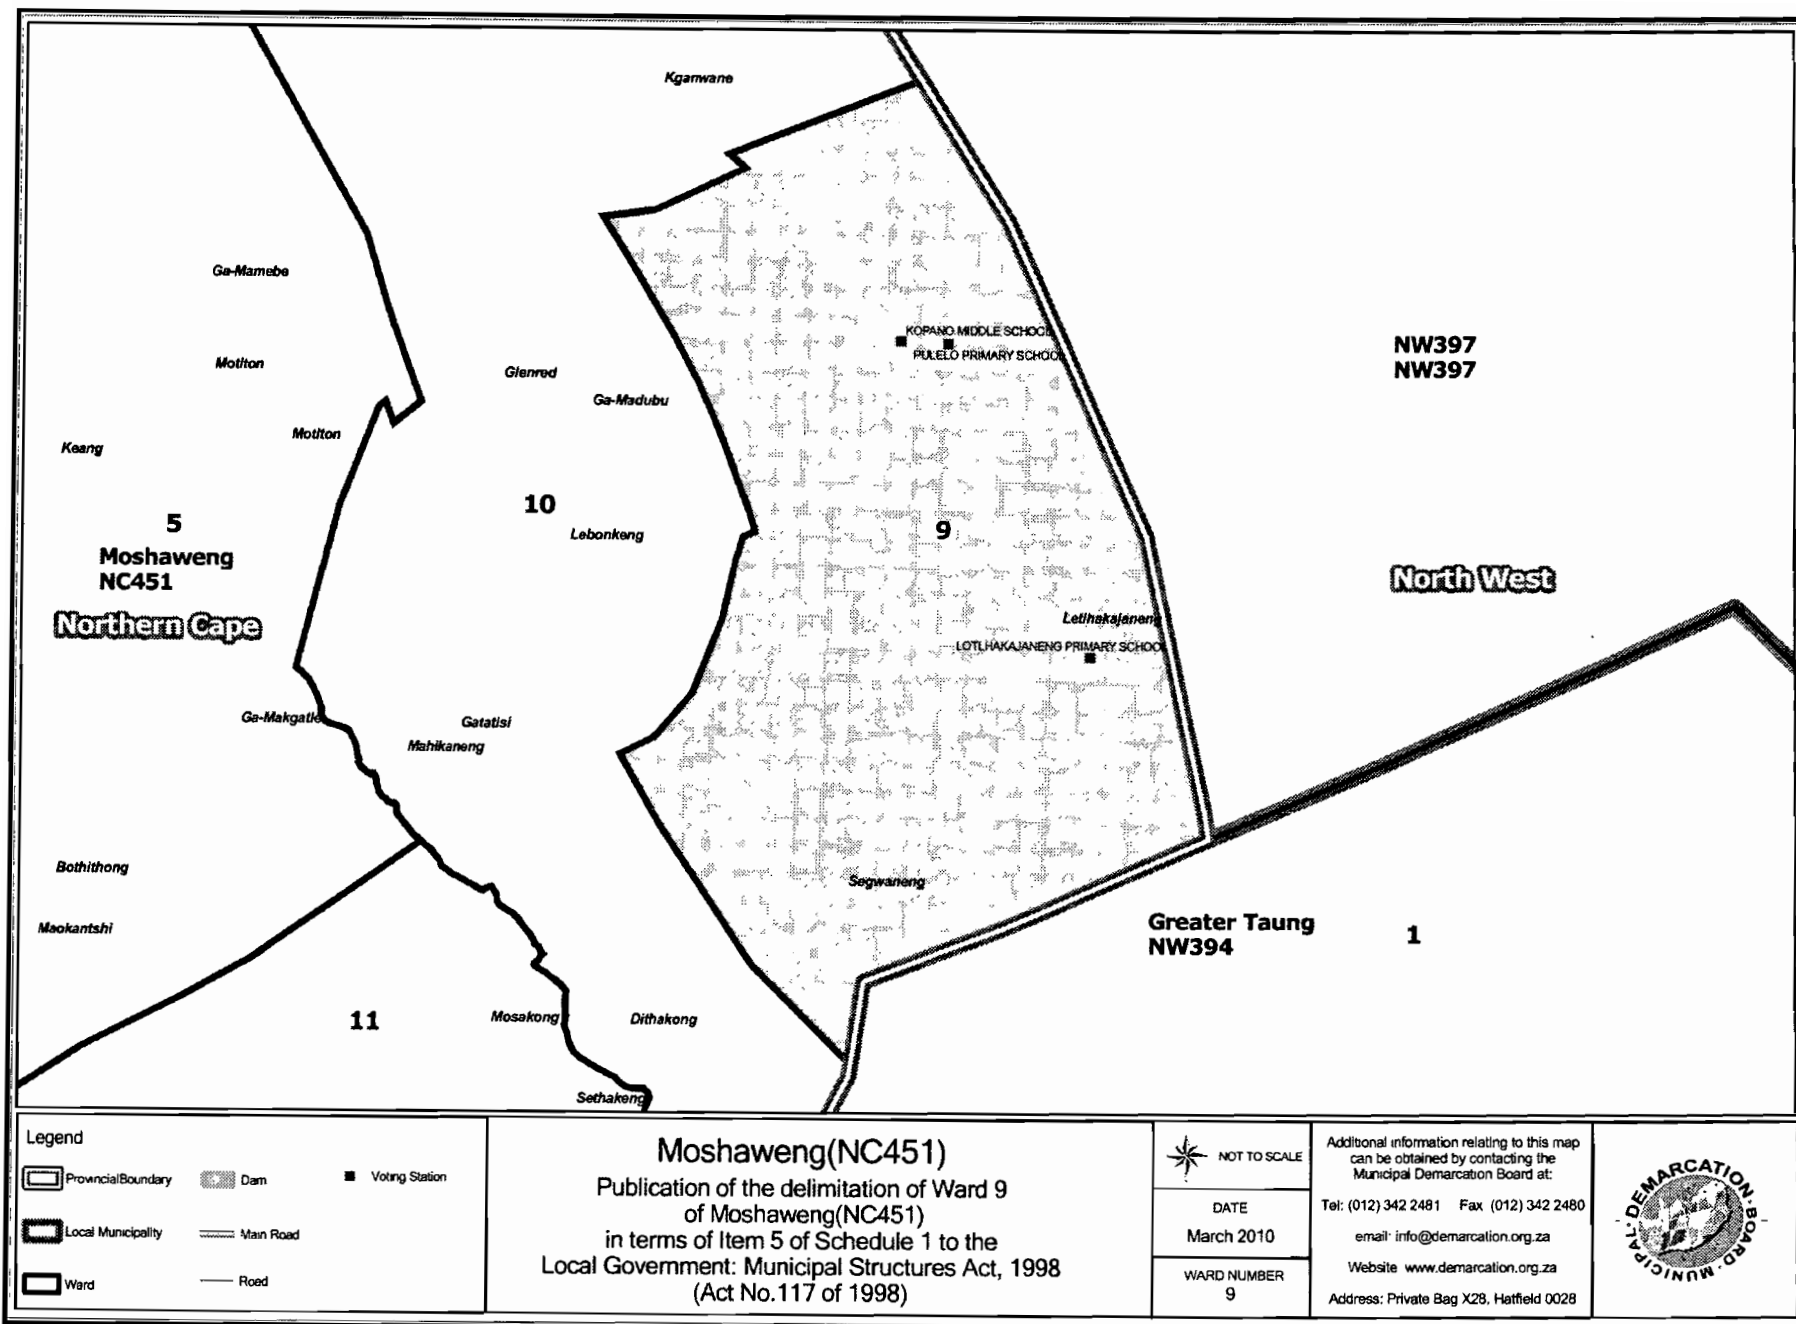 Kganwane
Ga-Mamebe
KOPANO MIDDLE SCHOOL
PULELO PRIMARY SCHOOL
NW397
NW397
Motlton
Glenred
Ga-Madubu
Motlton
Keang
10
5
Lebonkeng
9
Moshaweng
NC451
North West
Northern Cape
Letlhakajaneng
LOTLHAKAJANENG PRIMARY SCHOOL
Ga-Makgatle
Gatatisi
Mahikaneng
Bothithong
Segwaneng
Maokantshi
Greater Taung
NW394
1
11
Mosakong
Dithakong
Sethakeng
Legend
ProvincialBoundary
Dam
Voting Station
Local Municipality
Main Road
Ward
Road
Moshaweng(NC451)
Publication of the delimitation of Ward 9
of Moshaweng(NC451)
in terms of Item 5 of Schedule 1 to the
Local Government: Municipal Structures Act, 1998
(Act No.117 of 1998)
NOT TO SCALE
DATE
March 2010
WARD NUMBER
9
Additional information relating to this map
can be obtained by contacting the
Municipal Demarcation Board at:
Tel: (012) 342 2481 Fax (012) 342 2480
email: info@demarcation.org.za
Website www.demarcation.org.za
Address: Private Bag X28, Hatfield 0028
MUNICIPAL DEMARCATION BOARD